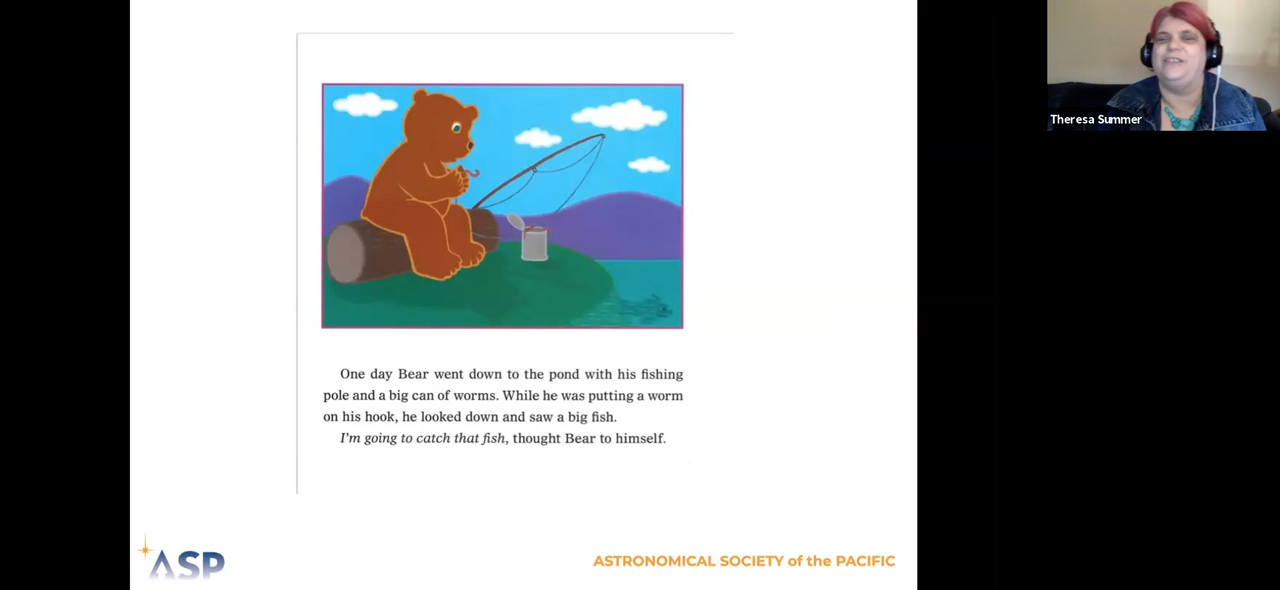 Theresa Summer
One day Bear went down to the pond with his fishing
pole and a big can of worms. While he was putting a worm
on his hook, he looked down and saw a big fish.
I'm going to catch that fish, thought Bear to himself.
ASP
ASTRONOMICAL SOCIETY of the PACIFIC